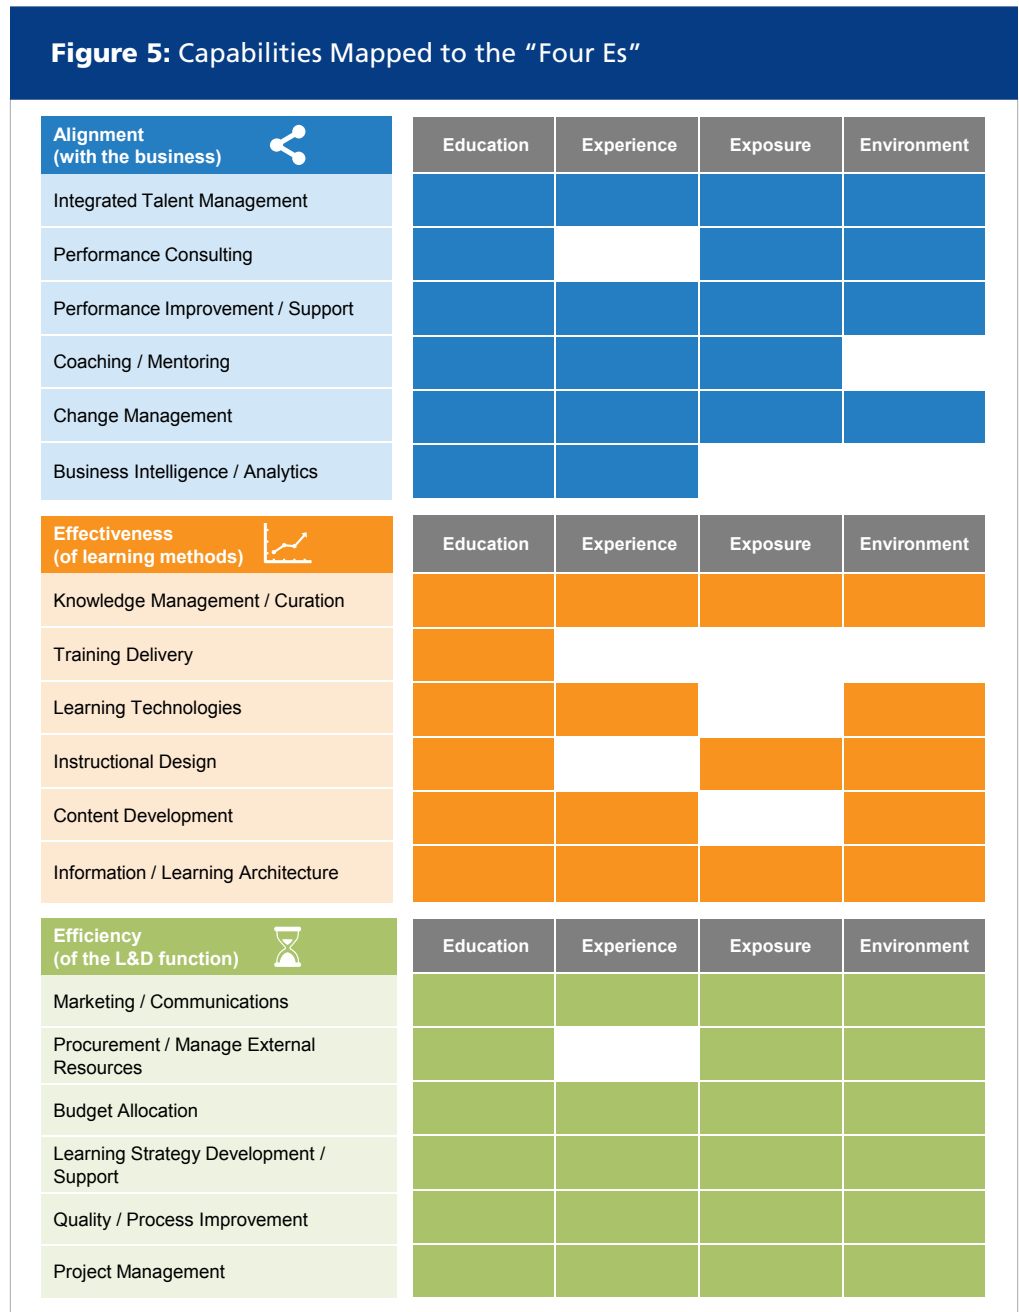 Figure 5: Capabilities Mapped to the “Four Es”
Alignment
(with the business)
Education Experience Exposure Environment
Integrated Talent Management
Performance Consulting
Performance Improvement / Support
Coaching / Mentoring
Change Management
Business Intelligence / Analytics
Effectiveness
(of learning methods)
Education Experience Exposure Environment
Knowledge Management / Curation
Training Delivery
Learning Technologies
Instructional Design
Content Development
Information / Learning Architecture
Efficiency
(of the L&D function)
Education Experience Exposure Environment
Marketing / Communications
Procurement / Manage External
Resources
Budget Allocation
Learning Strategy Development /
Support
Quality / Process Improvement
Project Management